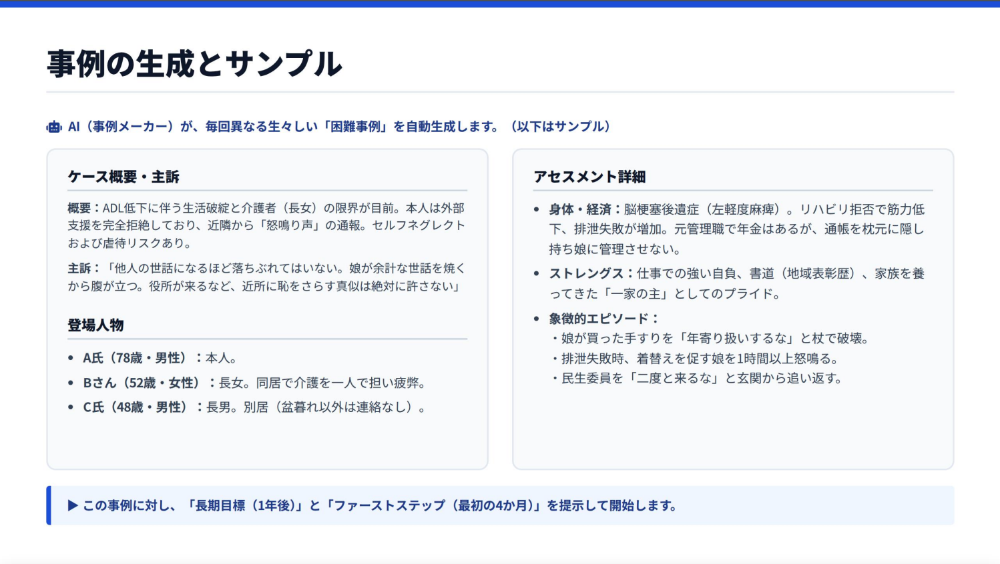 事例の生成とサンプル
AI（事例メーカー）が、毎回異なる生々しい「困難事例」を自動生成します。（以下はサンプル）
ケース概要・主訴
概要：ADL低下に伴う生活破綻と介護者（長女）の限界が目前。本人は外部
支援を完全拒絶しており、近隣から「怒鳴り声」の通報。セルフネグレクト
および虐待リスクあり。
主訴：「他人の世話になるほど落ちぶれてはいない。娘が余計な世話を焼く
から腹が立つ。役所が来るなど、近所に恥をさらす真似は絶対に許さない」
登場人物
• A氏（78歳・男性）：本人。
• Bさん（52歳・女性）：長女。同居で介護を一人で担い疲弊。
• C氏（48歳・男性）：長男。別居（盆暮れ以外は連絡なし）。
アセスメント詳細
• 身体・経済：脳梗塞後遺症（左軽度麻痺）。リハビリ拒否で筋力低
下、排泄失敗が増加。元管理職で年金はあるが、通帳を枕元に隠し
持ち娘に管理させない。
• ストレングス：仕事での強い自負、書道（地域表彰歴）、家族を養
ってきた「一家の主」としてのプライド。
• 象徴的エピソード：
・娘が買った手すりを「年寄り扱いするな」と杖で破壊。
・排泄失敗時、着替えを促す娘を1時間以上怒鳴る。
・民生委員を「二度と来るな」と玄関から追い返す。
▶ この事例に対し、「長期目標（1年後）」と「ファーストステップ（最初の4か月）」を提示して開始します。